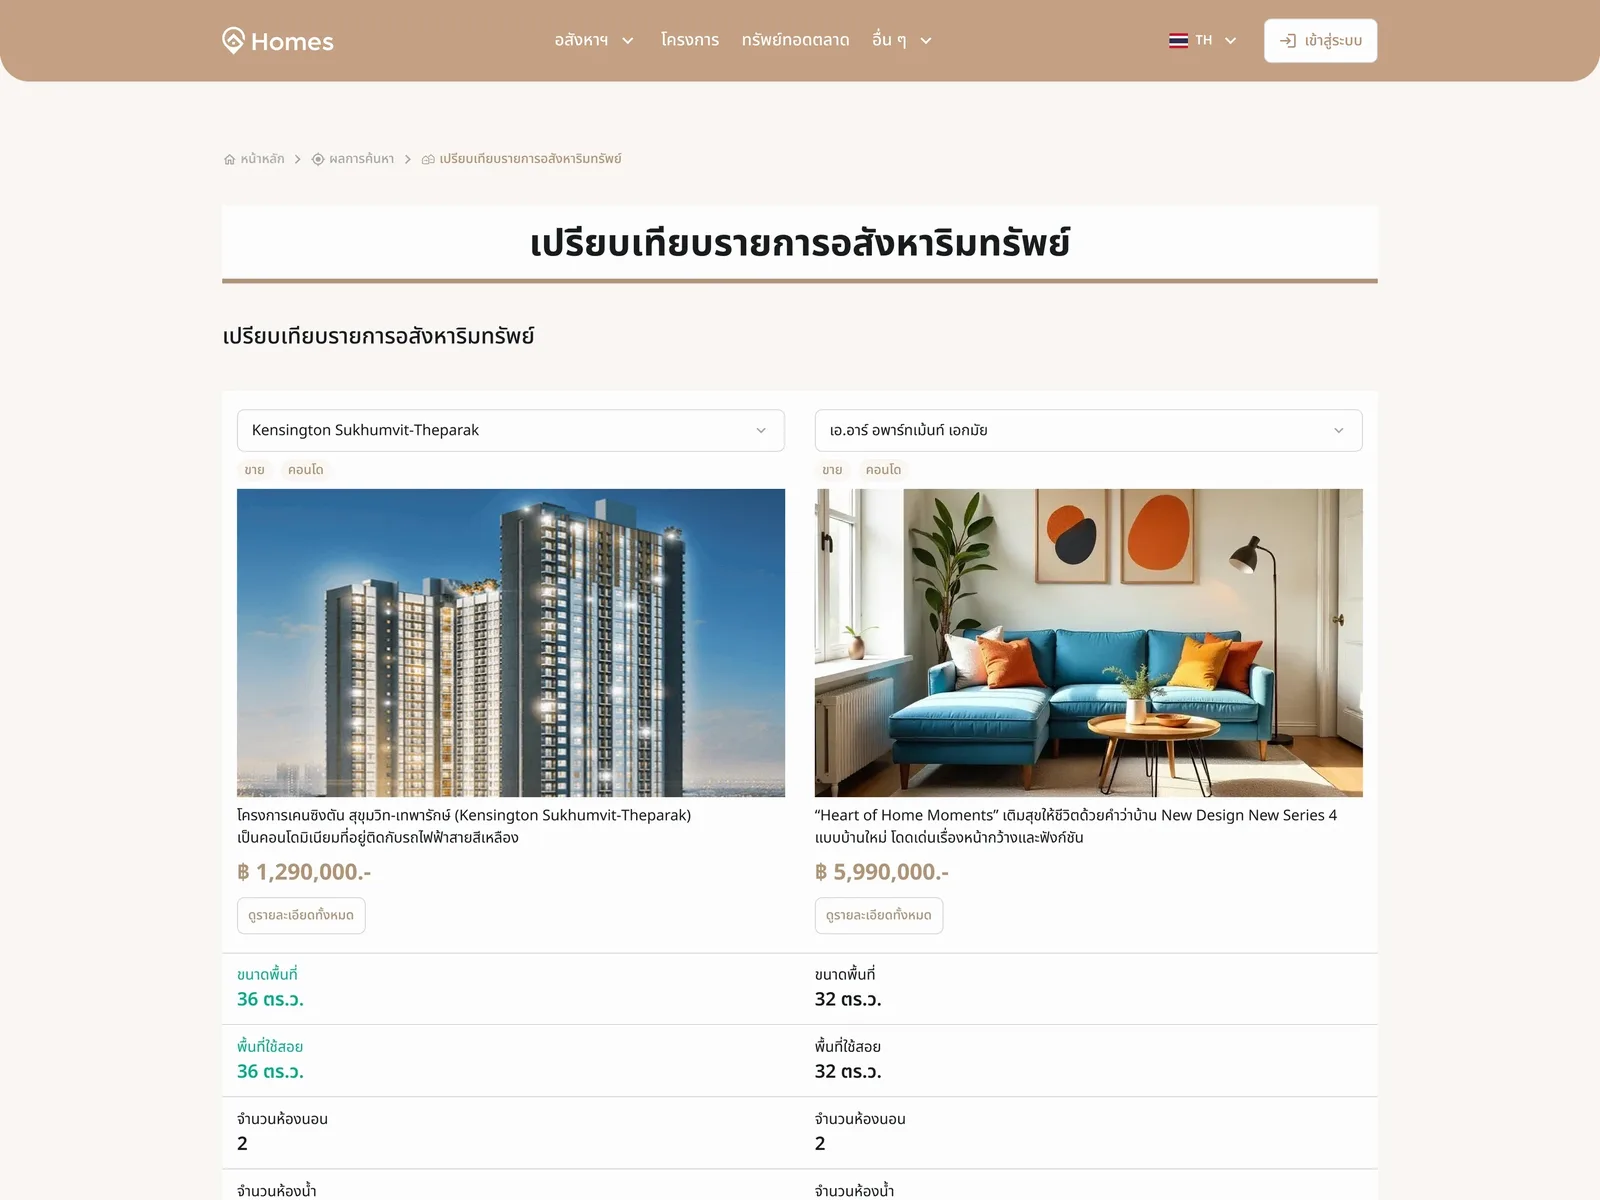 Homes
อสังหาฯ
โครงการ
ทรัพย์ทอดตลาด
อื่น ๆ
TH
เข้าสู่ระบบ
หน้าหลัก
ผลการค้นหา
เปรียบเทียบรายการอสังหาริมทรัพย์
เปรียบเทียบรายการอสังหาริมทรัพย์
เปรียบเทียบรายการอสังหาริมทรัพย์
Kensington Sukhumvit-Theparak
ขาย คอนโด
โครงการเคนซิงตัน สุขุมวิท-เทพารักษ์ (Kensington Sukhumvit-Theparak)
เป็นคอนโดมิเนียมที่อยู่ติดกับรถไฟฟ้าสายสีเหลือง
฿ 1,290,000.-
ดูรายละเอียดทั้งหมด
เอ.อาร์ อพาร์ทเม้นท์ เอกมัย
ขาย คอนโด
“Heart of Home Moments” เติมสุขให้ชีวิตด้วยคำว่าบ้าน New Design New Series 4
แบบบ้านใหม่ โดดเด่นเรื่องหน้ากว้างและฟังก์ชัน
฿ 5,990,000.-
ดูรายละเอียดทั้งหมด
ขนาดพื้นที่
36 ตร.ว.
ขนาดพื้นที่
32 ตร.ว.
พื้นที่ใช้สอย
36 ตร.ว.
พื้นที่ใช้สอย
32 ตร.ว.
จำนวนห้องนอน
2
จำนวนห้องนอน
2
จำนวนห้องน้ำ
จำนวนห้องน้ำ